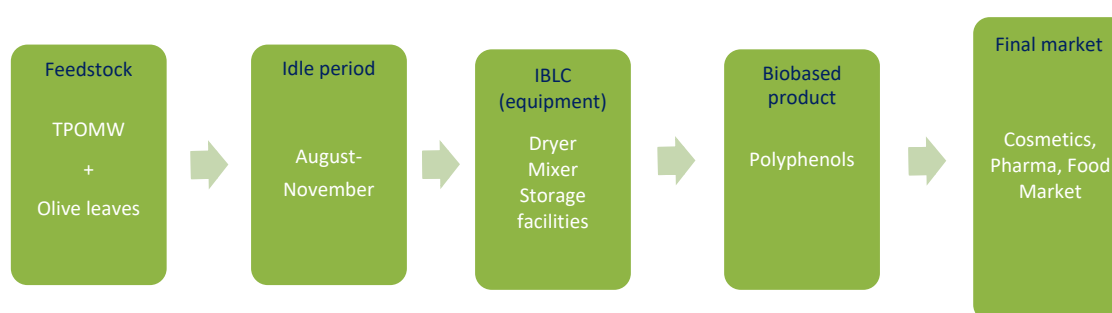 Feedstock
TPOMW
+
Olive leaves
Idle period
August-
November
IBLC
(equipment)
Dryer
Mixer
Storage
facilities
Biobased
product
Polyphenols
Final market
Cosmetics,
Pharma, Food
Market